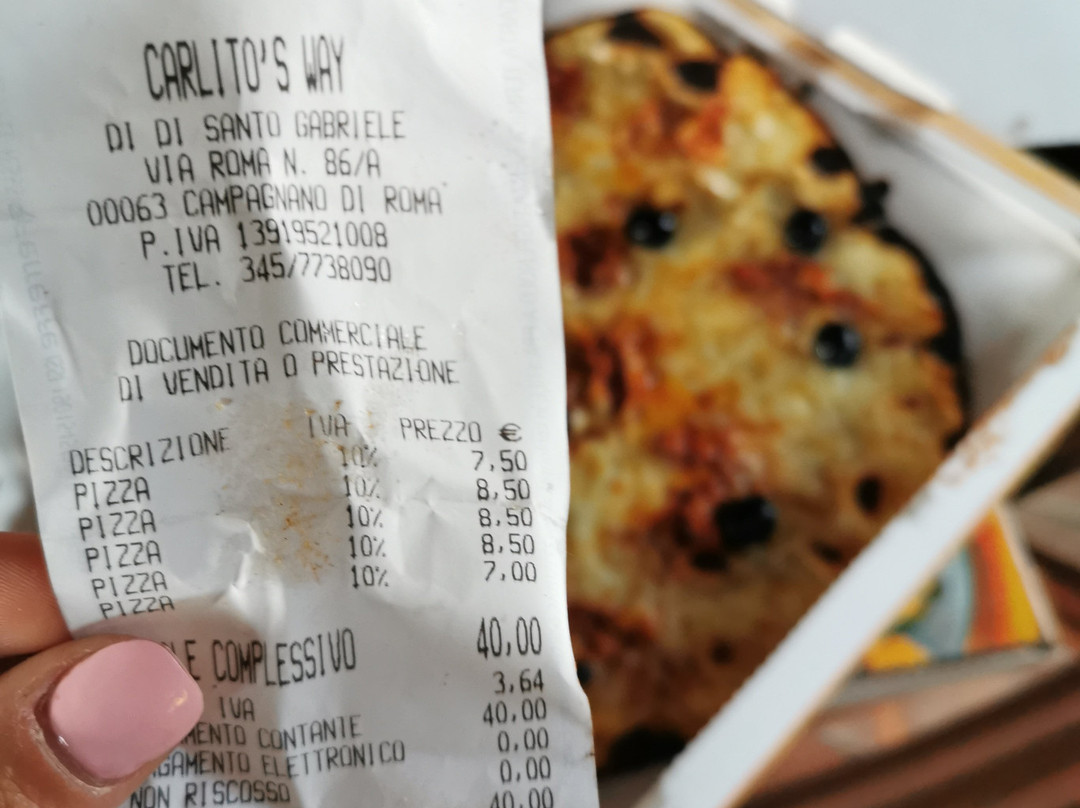 CARLITO'S WAY
DI DI SANTO GABRIELE
VIA ROMA N. 86/A
00063 CAMPAGNANO DI ROMA
P.IVA 13919521008
TEL. 345/7738090
DOCUMENTO COMMERCIALE
DI VENDITA O PRESTAZIONE
DESCRIZIONE IVA PREZZO €
PIZZA 10% 7,50
PIZZA 10% 8,50
PIZZA 10% 8,50
PIZZA 10% 8,50
PIZZA 10% 7,00
LE COMPLESSIVO 40,00
IVA 3,64
MENTO CONTANTE 40,00
GAMENTO ELETTRONICO 0,00
NON RISCOSSO 0,00
40,00